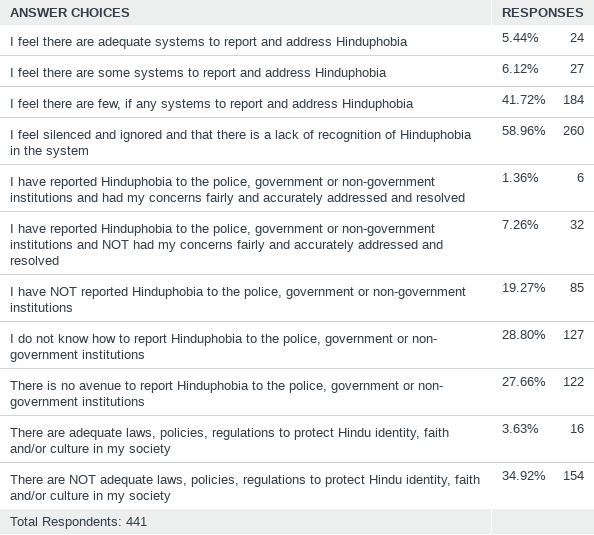 ANSWER CHOICES RESPONSES
I feel there are adequate systems to report and address Hinduphobia 5.44% 24
I feel there are some systems to report and address Hinduphobia 6.12% 27
I feel there are few, if any systems to report and address Hinduphobia 41.72% 184
I feel silenced and ignored and that there is a lack of recognition of Hinduphobia 58.96% 260
in the system
I have reported Hinduphobia to the police, government or non-government 1.36% 6
institutions and had my concerns fairly and accurately addressed and resolved
I have reported Hinduphobia to the police, government or non-government 7.26% 32
institutions and NOT had my concerns fairly and accurately addressed and
resolved
I have NOT reported Hinduphobia to the police, government or non-government 19.27% 85
institutions
I do not know how to report Hinduphobia to the police, government or non- 28.80% 127
government institutions
There is no avenue to report Hinduphobia to the police, government or non- 27.66% 122
government institutions
There are adequate laws, policies, regulations to protect Hindu identity, faith 3.63% 16
and/or culture in my society
There are NOT adequate laws, policies, regulations to protect Hindu identity, faith 34.92% 154
and/or culture in my society
Total Respondents: 441